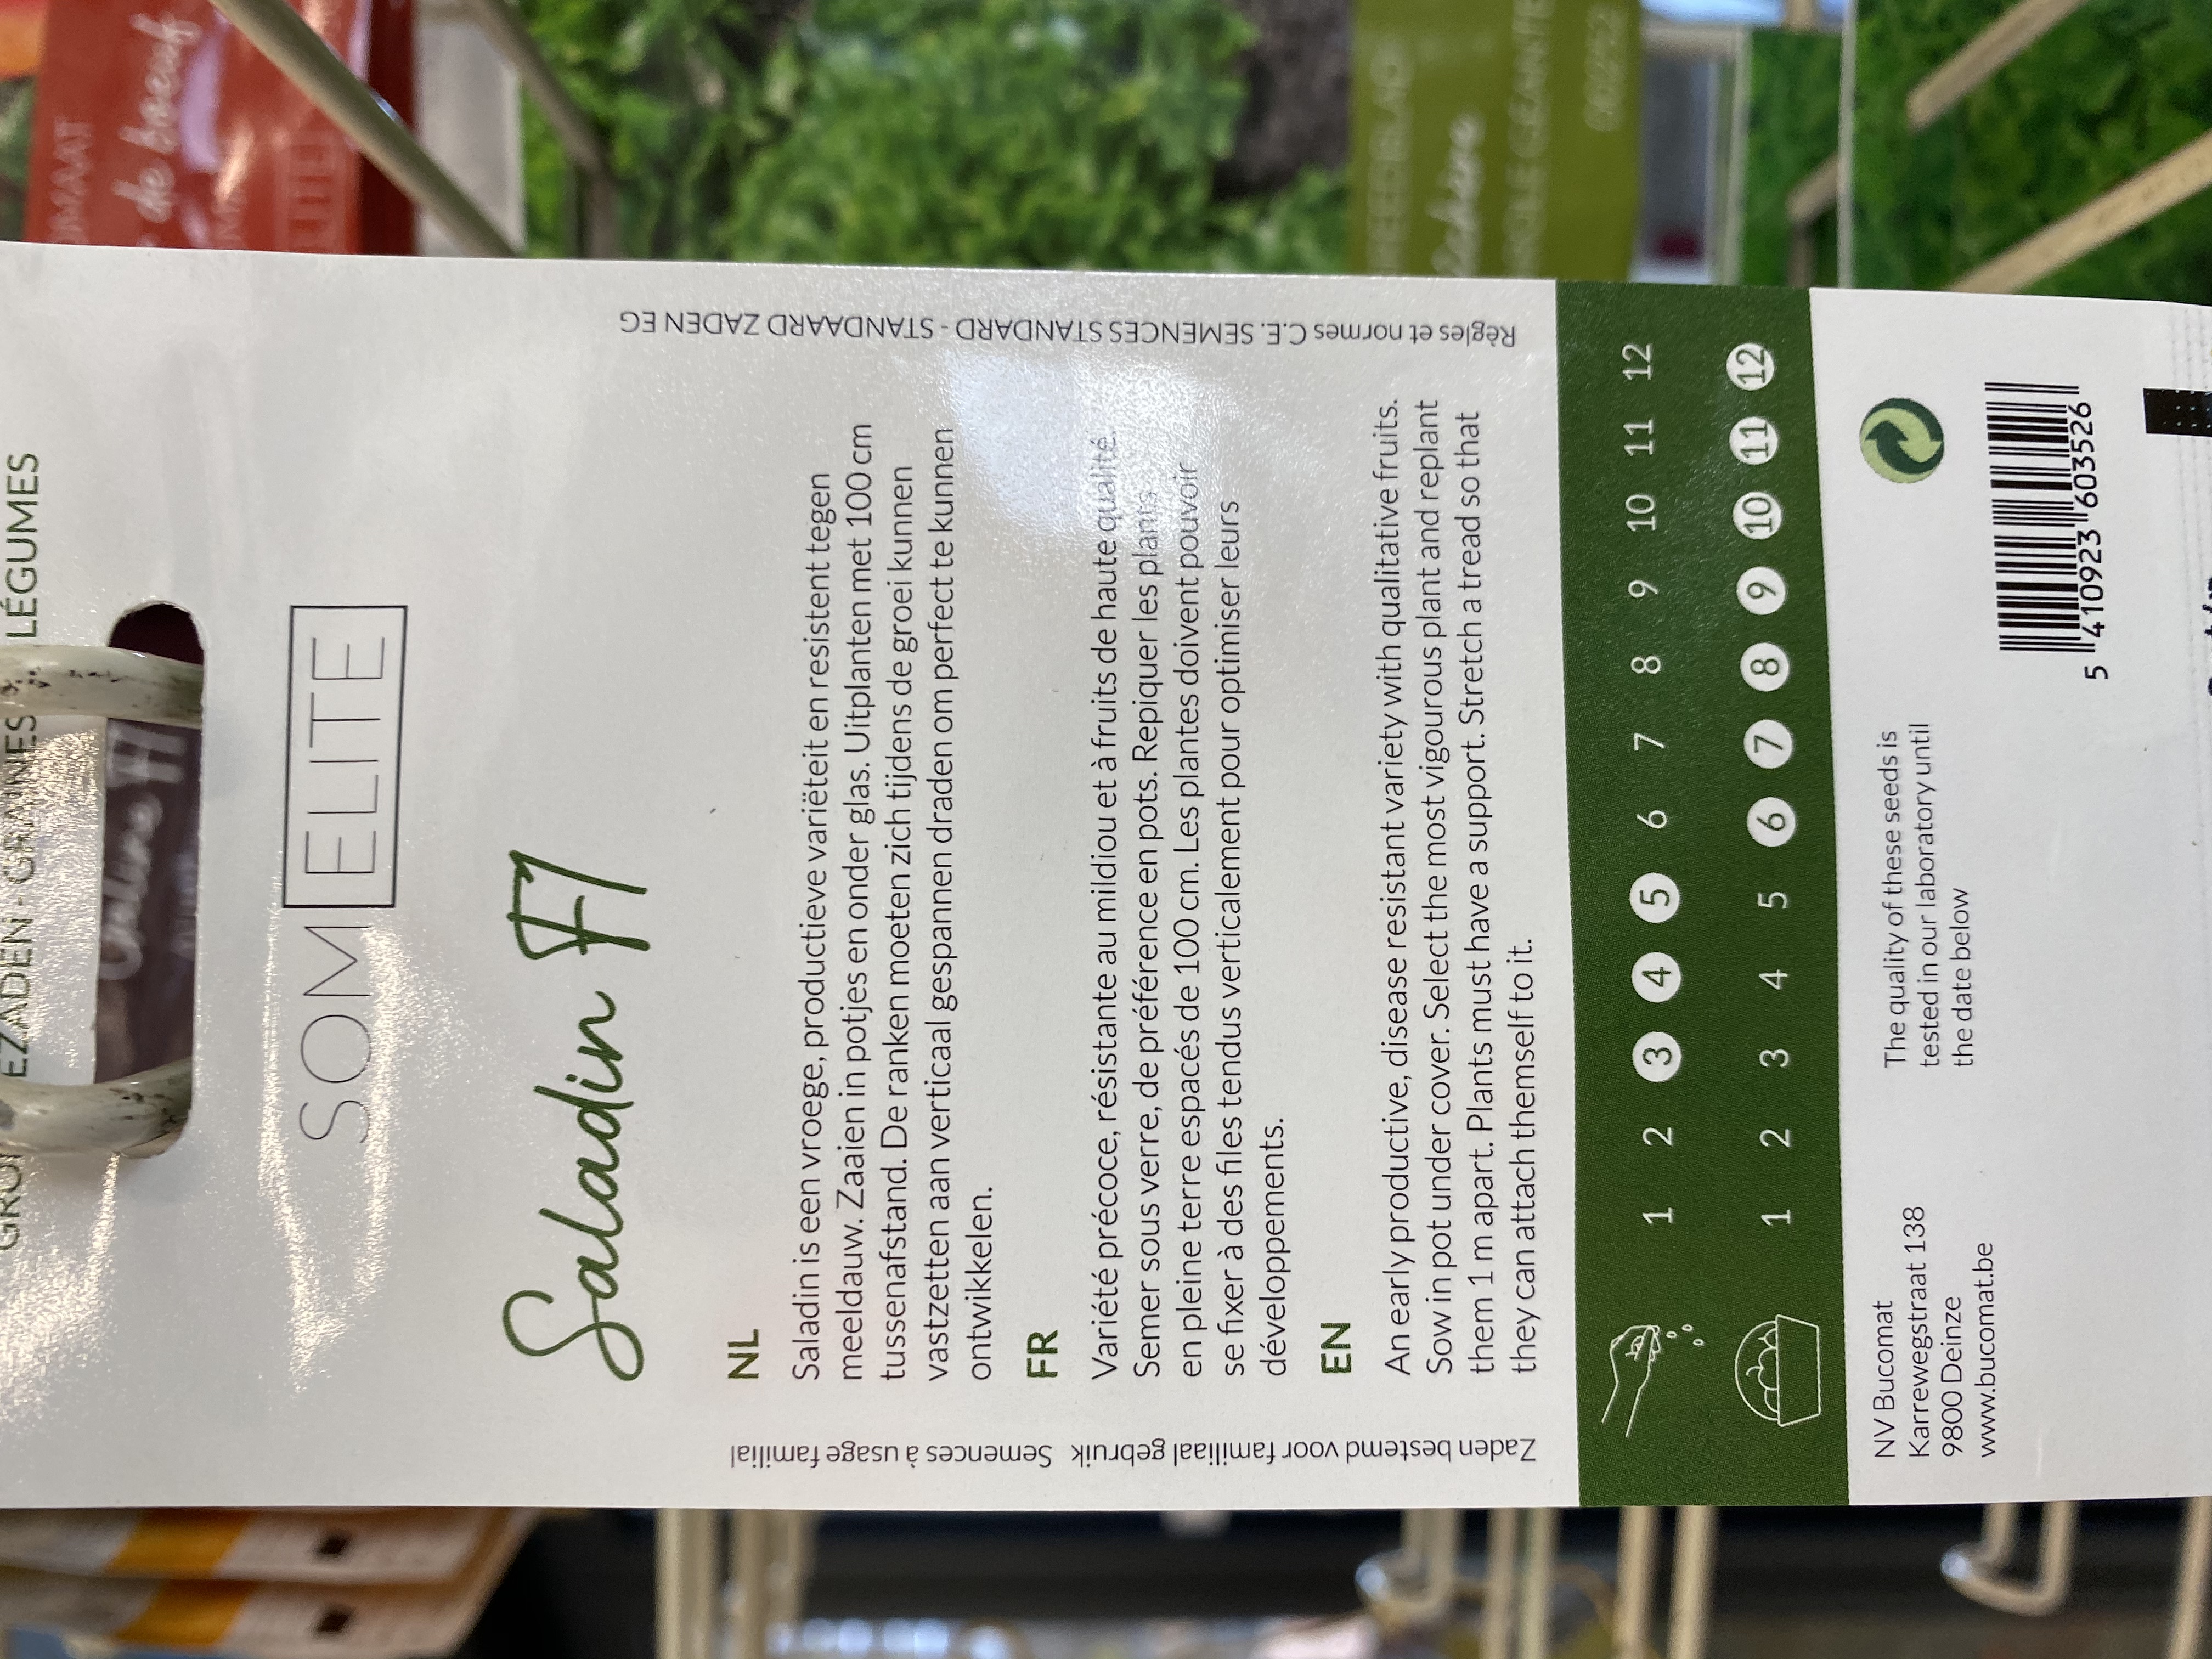 LÉGUMES
SOM ELITE
Saladin F1
NL
Saladin is een vroege, productieve variëteit en resistent tegen
meeldauw. Zaaien in potjes en onder glas. Uitplanten met 100 cm
tussenafstand. De ranken moeten zich tijdens de groei kunnen
vastzetten aan verticaal gespannen draden om perfect te kunnen
ontwikkelen.
FR
Variété précoce, résistante au mildiou et à fruits de haute qualité.
Semer sous verre, de préférence en pots. Repiquer les plants
en pleine terre espacés de 100 cm. Les plantes doivent pouvoir
se fixer à des files tendus verticalement pour optimiser leurs
développements.
EN
An early productive, disease resistant variety with qualitative fruits.
Sow in pot under cover. Select the most vigourous plant and replant
them 1 m apart. Plants must have a support. Stretch a tread so that
they can attach themself to it.
Zaden bestemd voor familiaal gebruik Semences à usage familial
Règles et normes C.E. SEMENCES STANDARD - STANDAARD ZADEN EG
1 2 3 4 5 6 7 8 9 10 11 12
1 2 3 4 5 6 7 8 9 10 11 12
NV Bucomat
Karrewegstraat 138
9800 Deinze
www.bucomat.be
The quality of these seeds is
tested in our laboratory until
the date below
5 410923 603526
de boeuf
00252